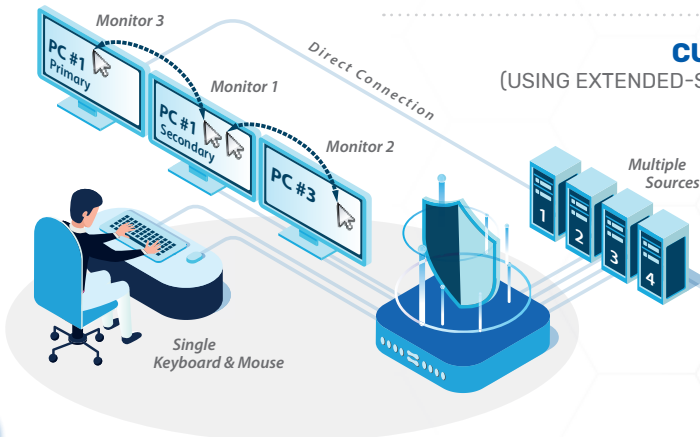 Monitor 3
PC #1
Primary
Direct Connection
CU
(USING EXTENDED-S
Monitor 1
PC #1
Secondary
Monitor 2
PC #3
Multiple
Sources
1
2
3
4
Single
Keyboard & Mouse